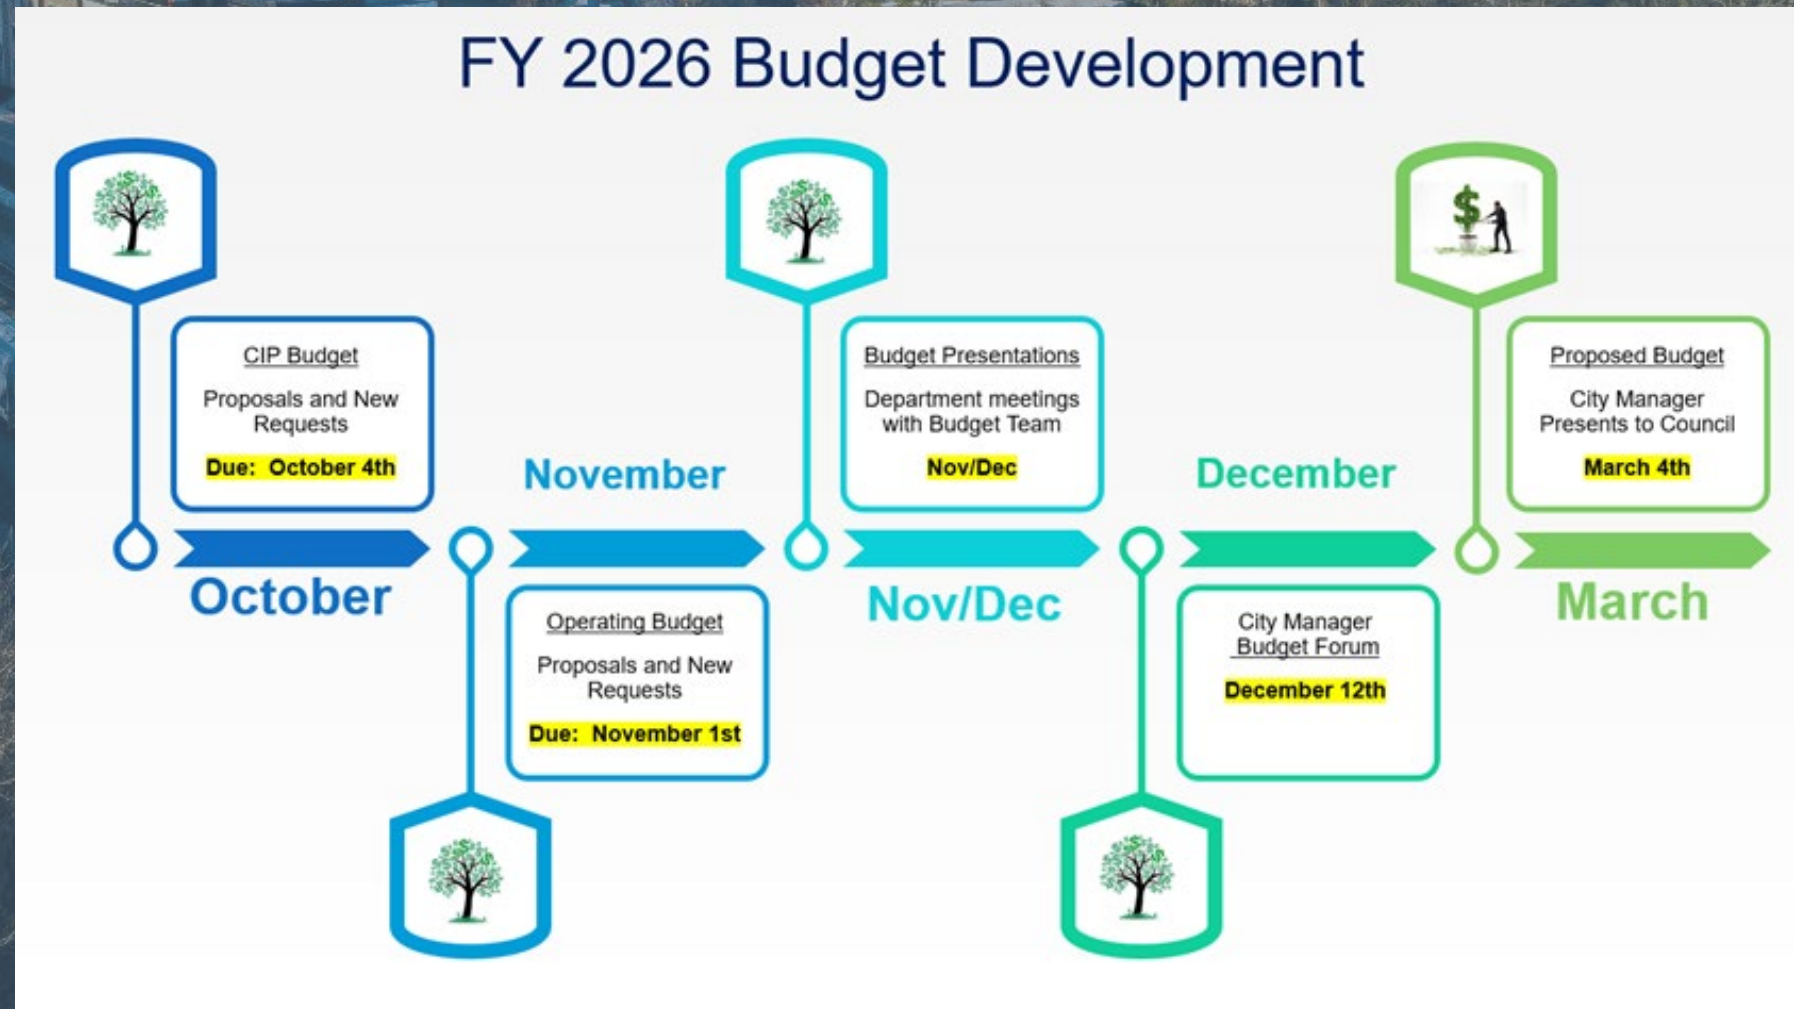 FY 2026 Budget Development
CIP Budget
Proposals and New
Requests
Due: October 4th
October
November
Operating Budget
Proposals and New
Requests
Due: November 1st
Budget Presentations
Department meetings
with Budget Team
Nov/Dec
Nov/Dec
December
City Manager
Budget Forum
December 12th
Proposed Budget
City Manager
Presents to Council
March 4th
March